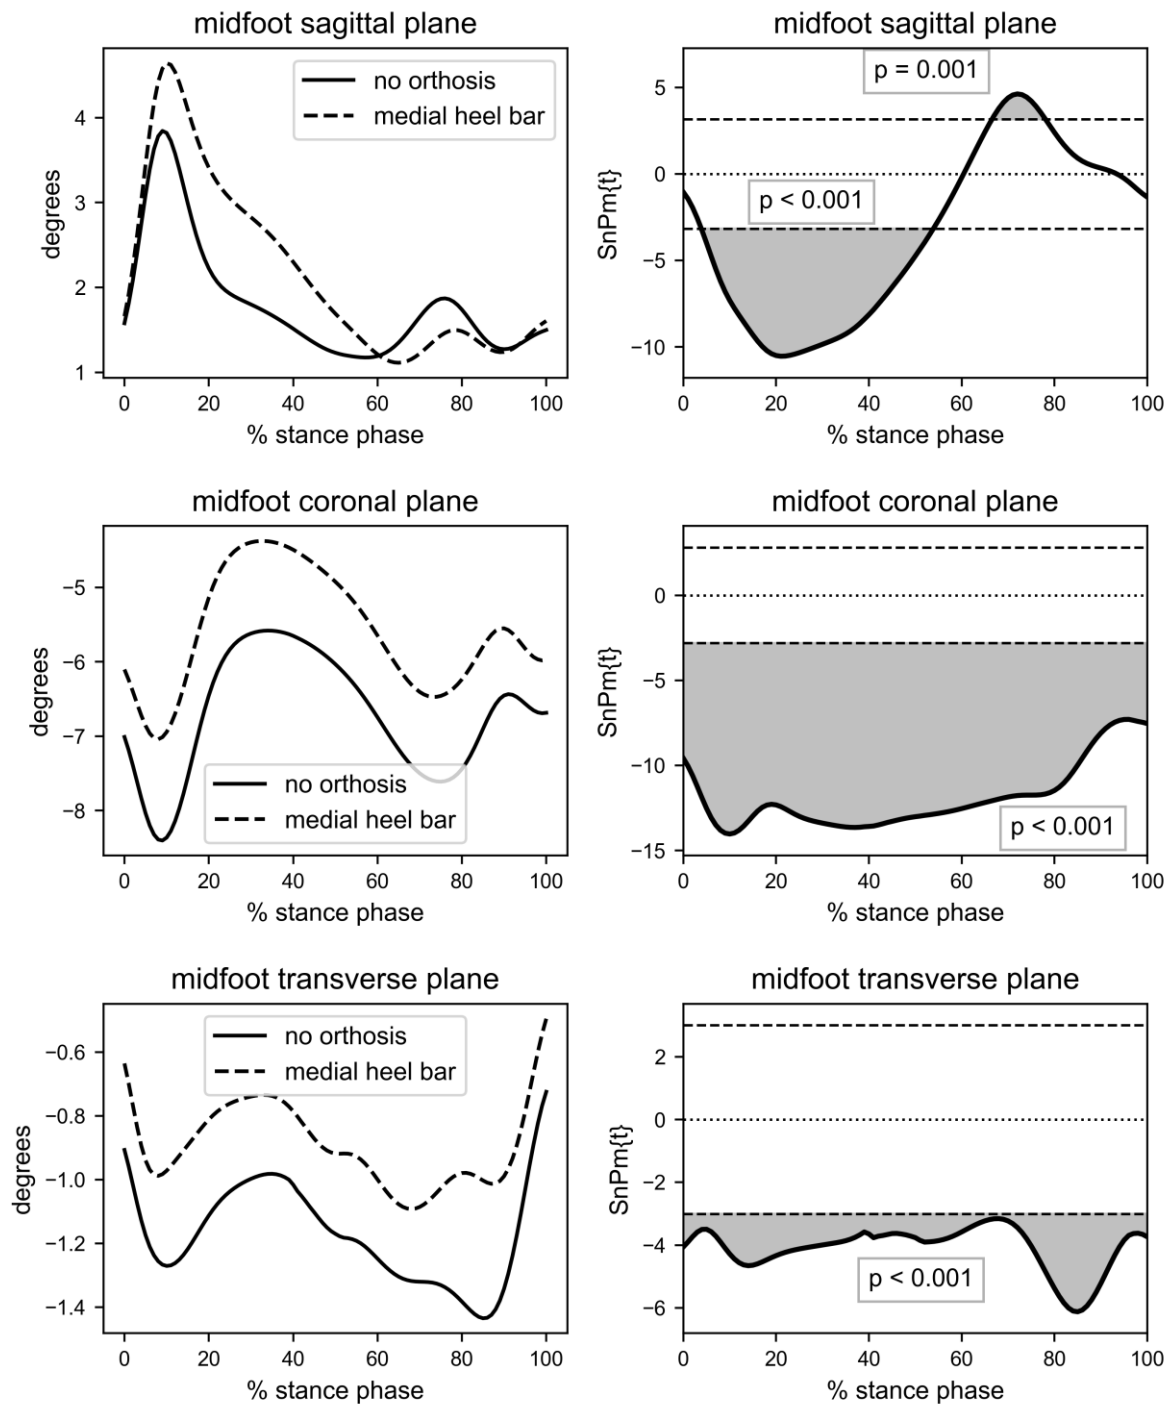 midfoot sagittal plane
degrees
4
3
2
1
no orthosis
medial heel bar
0 20 40 60 80 100
% stance phase
midfoot sagittal plane
SnPm{t}
5
0
−5
−10
p = 0.001
p < 0.001
0 20 40 60 80 100
% stance phase
midfoot coronal plane
degrees
−5
−6
−7
−8
no orthosis
medial heel bar
0 20 40 60 80 100
% stance phase
midfoot coronal plane
SnPm{t}
0
−5
−10
−15
p < 0.001
0 20 40 60 80 100
% stance phase
midfoot transverse plane
degrees
−0.6
−0.8
−1.0
−1.2
−1.4
no orthosis
medial heel bar
0 20 40 60 80 100
% stance phase
midfoot transverse plane
SnPm{t}
2
0
−2
−4
−6
p < 0.001
0 20 40 60 80 100
% stance phase